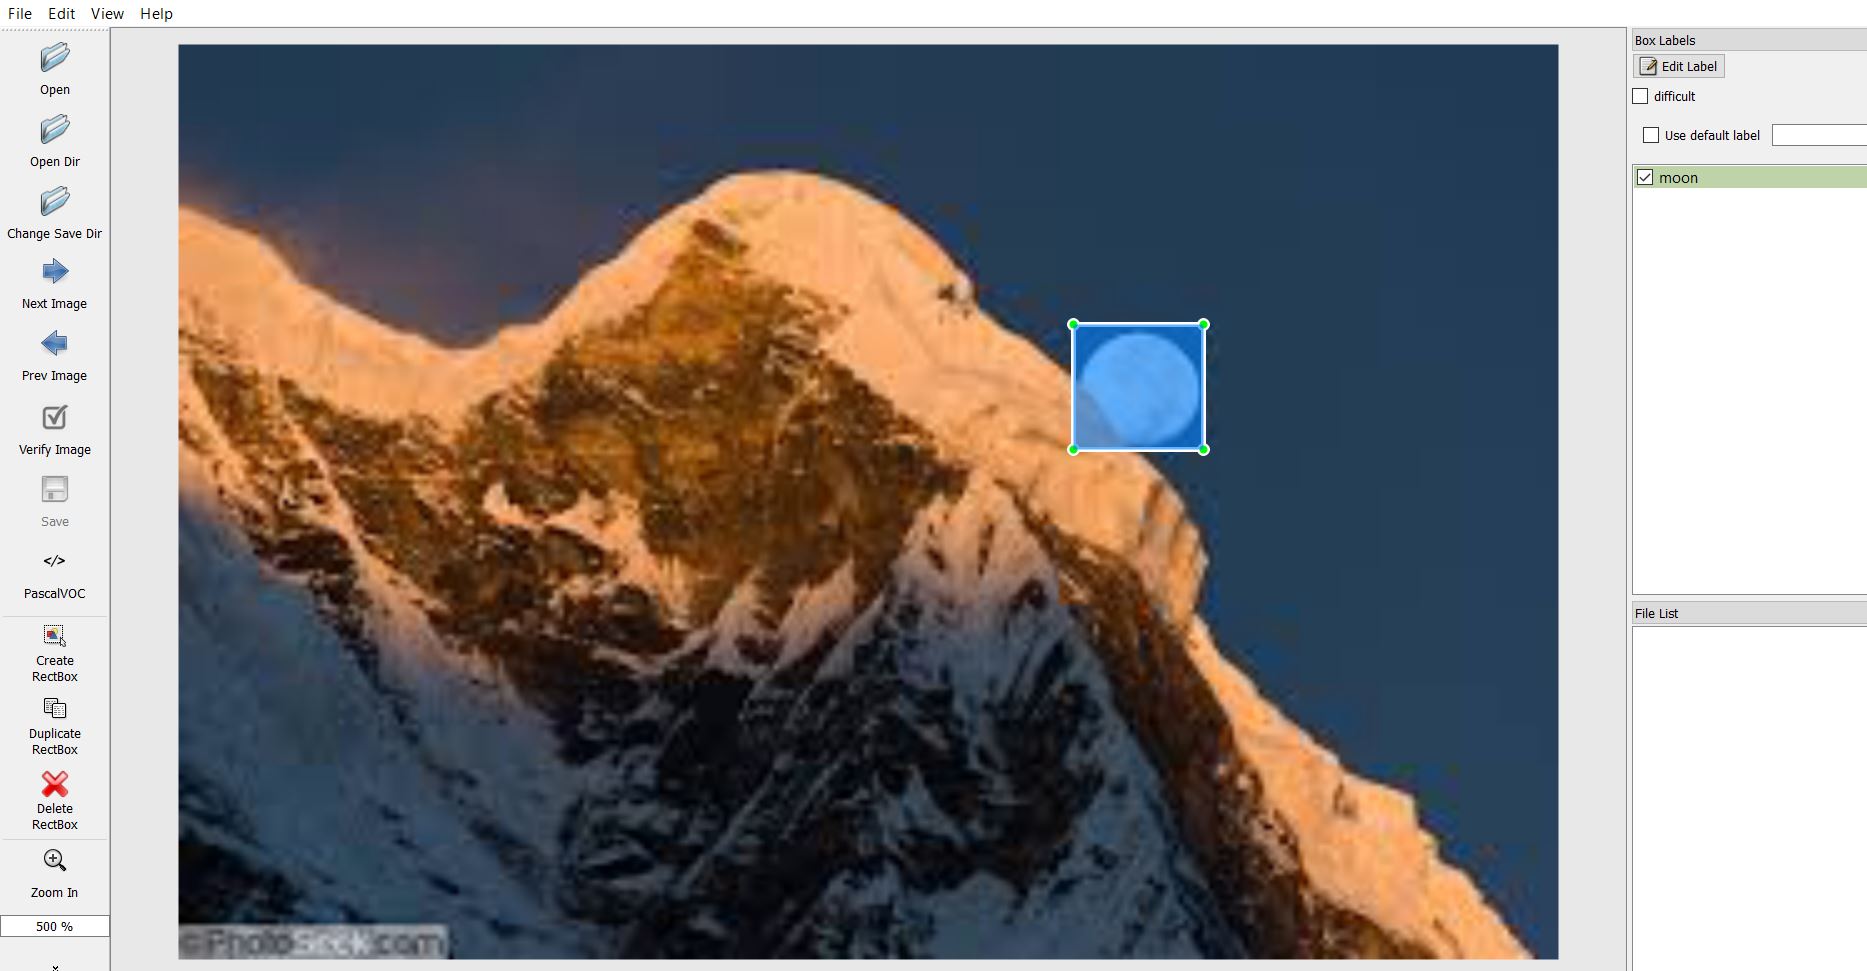 File Edit View Help
Open
Open Dir
Change Save Dir
Next Image
Prev Image
Verify Image
Save
</>
PascalVOC
Create
RectBox
Duplicate
RectBox
Delete
RectBox
Zoom In
500 %
© PhotoSeek.com
Box Labels
Edit Label
difficult
Use default label
moon
File List